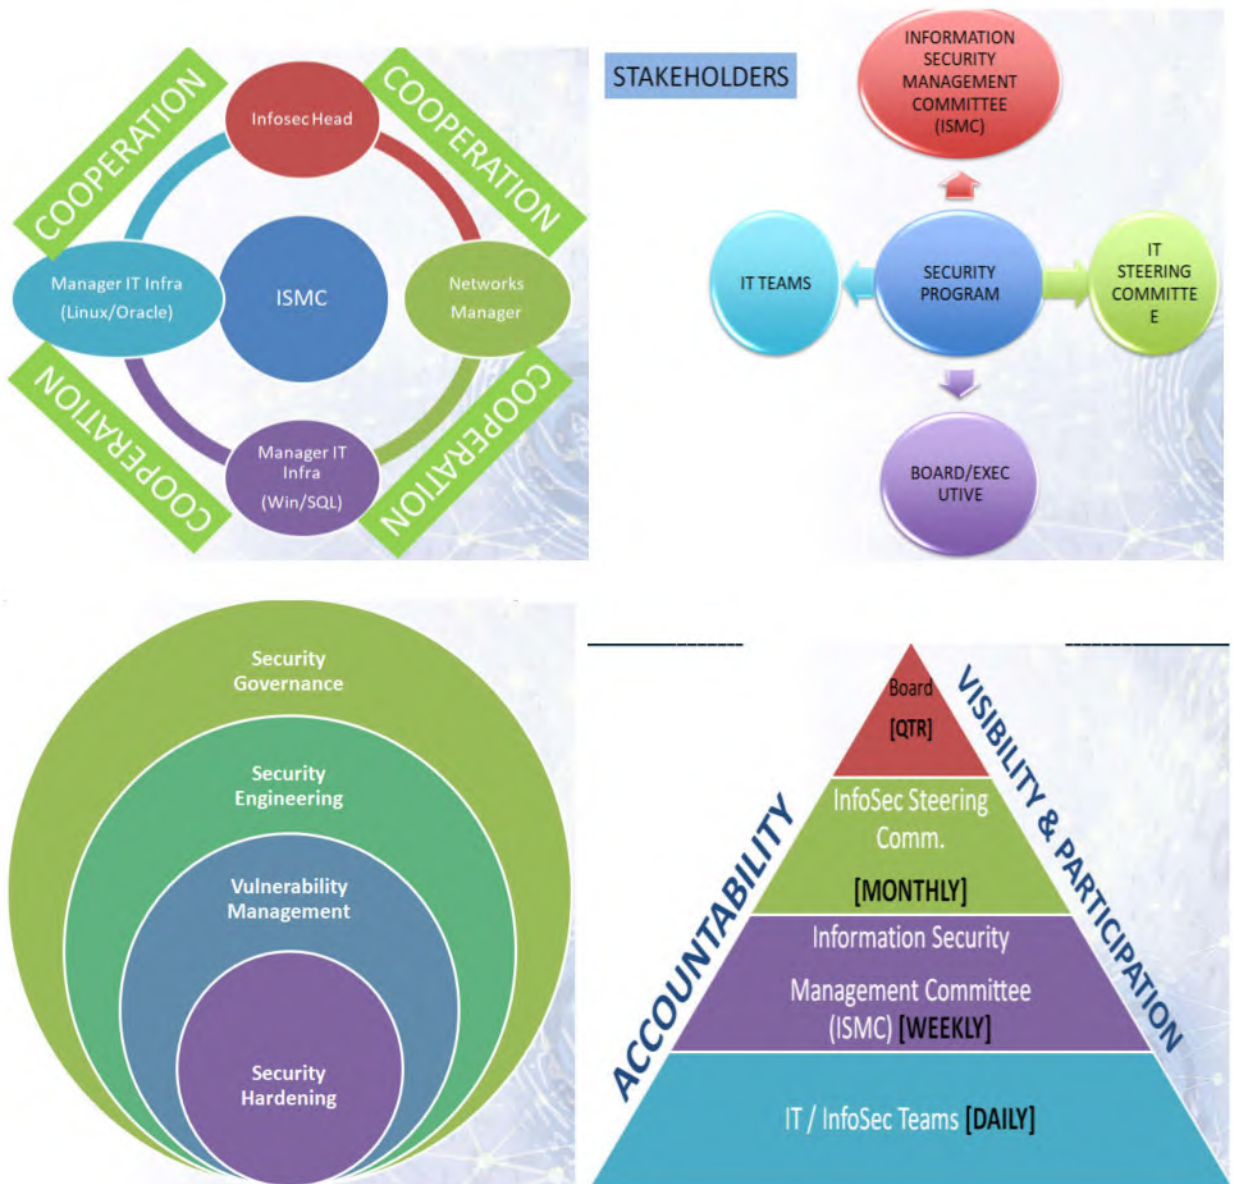 COOPERATION
COOPERATION
Infosec Head
Manager IT Infra
(Linux/Oracle)
ISMC
Networks
Manager
Manager IT
Infra
(Win/SQL)
COOPERATION
COOPERATION
STAKEHOLDERS
INFORMATION
SECURITY
MANAGEMENT
COMMITTEE
(ISMC)
IT TEAMS
SECURITY
PROGRAM
IT
STEERING
COMMITTE
E
BOARD/EXEC
UTIVE
Security
Governance
Security
Engineering
Vulnerability
Management
Security
Hardening
ACCOUNTABILITY
VISIBILITY & PARTICIPATION
Board
[QTR]
InfoSec Steering
Comm.
[MONTHLY]
Information Security
Management Committee
(ISMC) [WEEKLY]
IT / InfoSec Teams [DAILY]